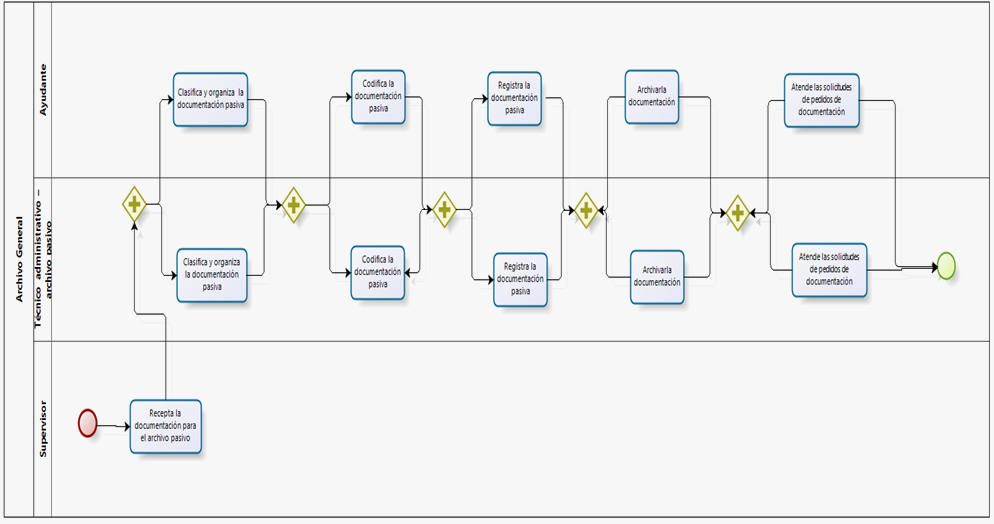 Archivo General
Ayudante
Técnico administrativo –
archivo pasivo
Supervisor
Clasifica y organiza la
documentación pasiva
Codifica la
documentación
pasiva
Registra la
documentación
pasiva
Archivarla
documentación
Atende las solicitudes
de pedidos de
documentación
Clasifica y organiza
la documentación
pasiva
Codifica la
documentación
pasiva
Registra la
documentación
pasiva
Archivarla
documentación
Atende las solicitudes
de pedidos de
documentación
Recepta la
documentación para
el archivo pasivo